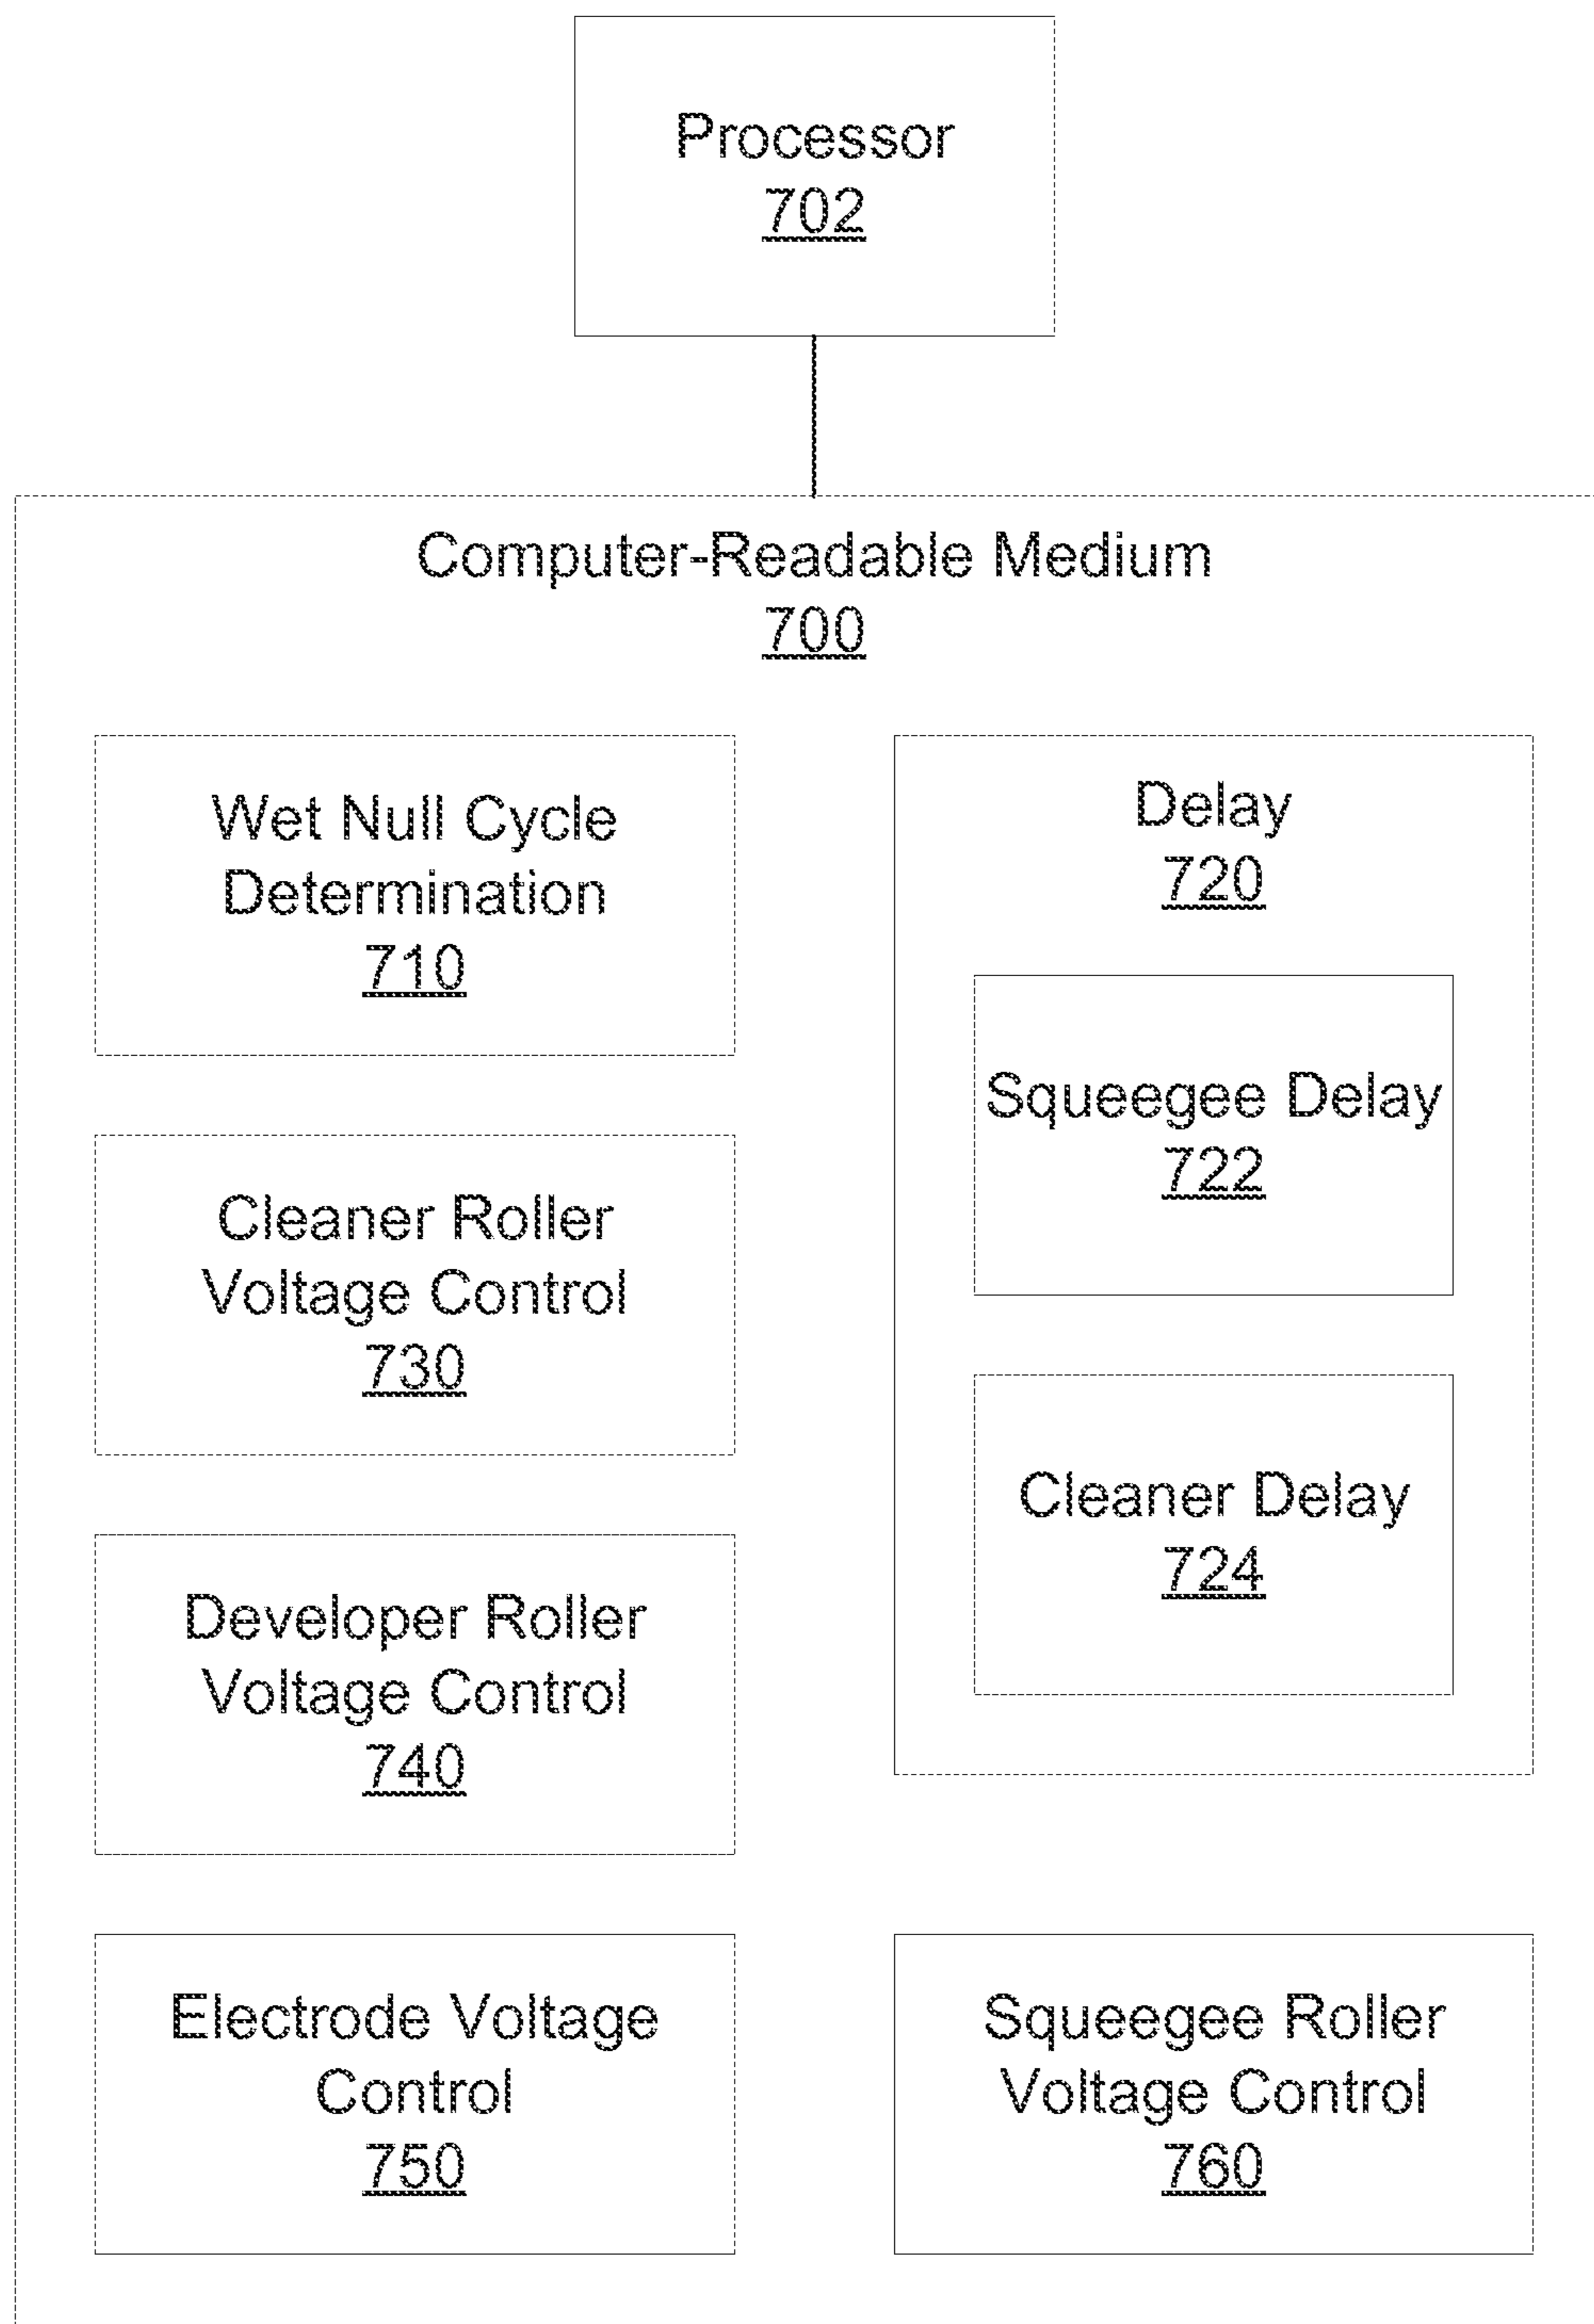 Processor
702
Computer-Readable Medium
700
Wet Null Cycle
Determination
710
Delay
720
Squeegee Delay
722
Cleaner Roller
Voltage Control
730
Cleaner Delay
724
Developer Roller
Voltage Control
740
Electrode Voltage
Control
750
Squeegee Roller
Voltage Control
760